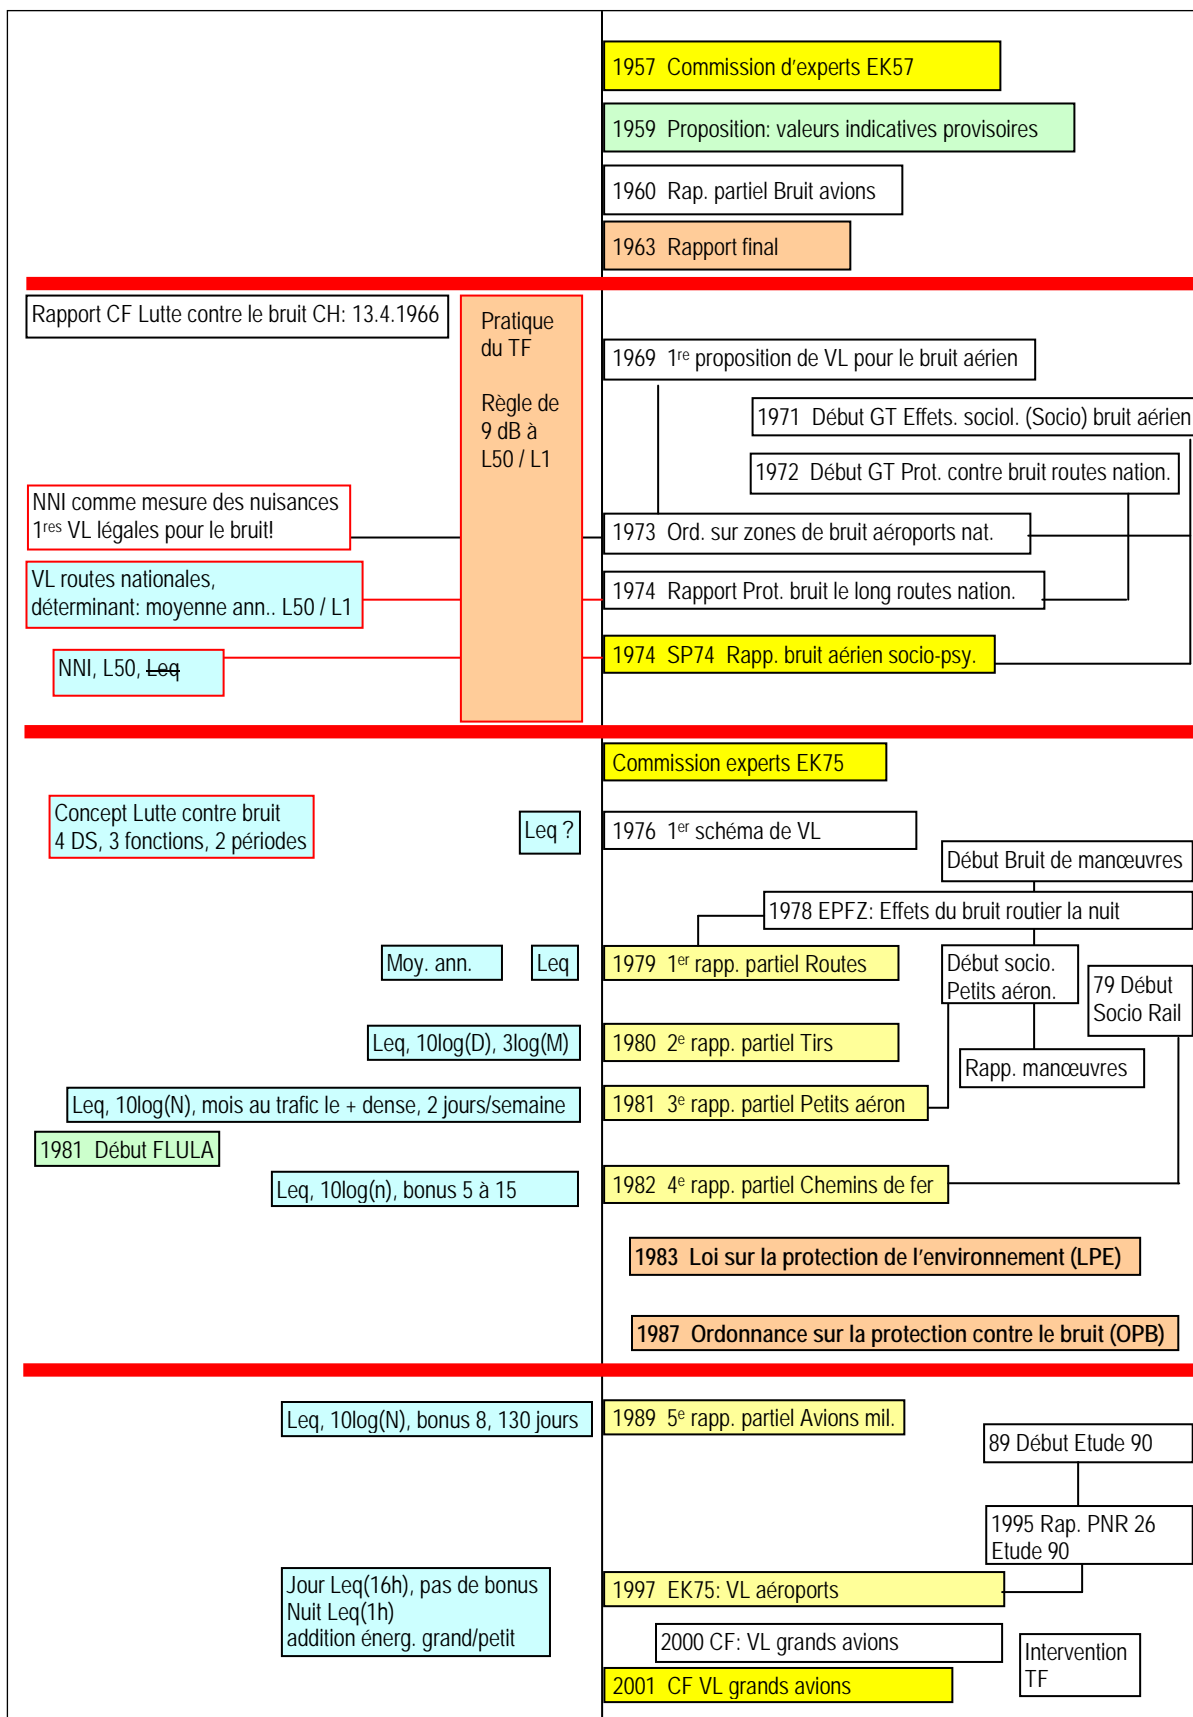 1957 Commission d'experts EK57
1959 Proposition: valeurs indicatives provisoires
1960 Rap. partiel Bruit avions
1963 Rapport final
Rapport CF Lutte contre le bruit CH: 13.4.1966
Pratique
du TF
Règle de
9 dB à
L50 / L1
1969 1re proposition de VL pour le bruit aérien
1971 Début GT Effets. sociol. (Socio) bruit aérien
1972 Début GT Prot. contre bruit routes nation.
NNI comme mesure des nuisances
1res VL légales pour le bruit!
1973 Ord. sur zones de bruit aéroports nat.
VL routes nationales,
déterminant: moyenne ann.. L50 / L1
1974 Rapport Prot. bruit le long routes nation.
NNI, L50, Leq
1974 SP74 Rapp. bruit aérien socio-psy.
Commission experts EK75
Concept Lutte contre bruit
4 DS, 3 fonctions, 2 périodes
Leq ?
1976 1er schéma de VL
Début Bruit de manœuvres
1978 EPFZ: Effets du bruit routier la nuit
Moy. ann.
Leq
1979 1er rapp. partiel Routes
Début socio.
Petits aéron.
79 Début
Socio Rail
Leq, 10log(D), 3log(M)
1980 2e rapp. partiel Tirs
Rapp. manœuvres
Leq, 10log(N), mois au trafic le + dense, 2 jours/semaine
1981 3e rapp. partiel Petits aéron
1981 Début FLULA
Leq, 10log(n), bonus 5 à 15
1982 4e rapp. partiel Chemins de fer
1983 Loi sur la protection de l'environnement (LPE)
1987 Ordonnance sur la protection contre le bruit (OPB)
Leq, 10log(N), bonus 8, 130 jours
1989 5e rapp. partiel Avions mil.
89 Début Etude 90
1995 Rap. PNR 26
Etude 90
Jour Leq(16h), pas de bonus
Nuit Leq(1h)
addition énerg. grand/petit
1997 EK75: VL aéroports
2000 CF: VL grands avions
Intervention
TF
2001 CF VL grands avions